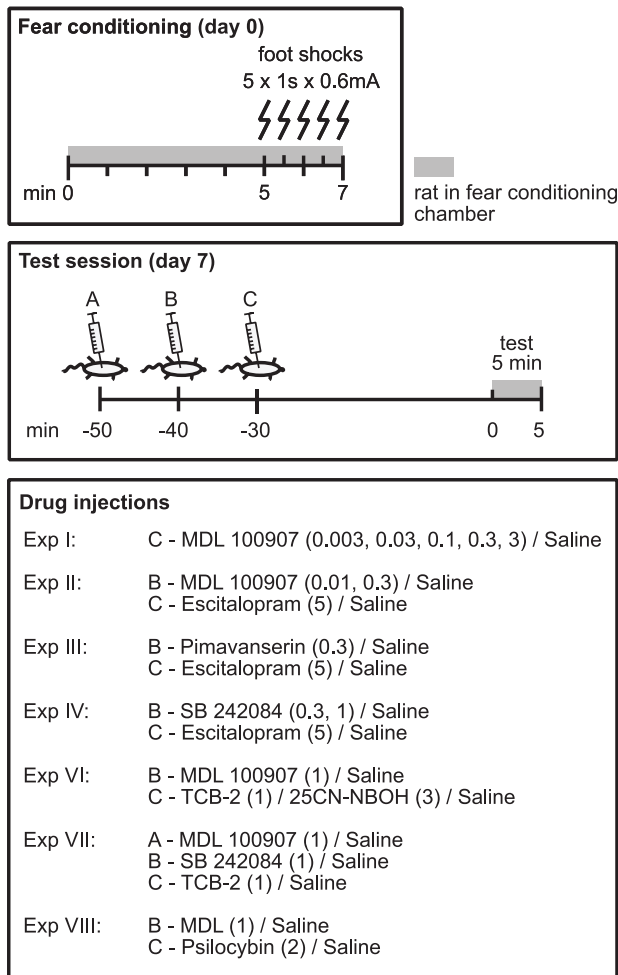 Fear conditioning (day 0)
foot shocks
5 x 1s x 0.6mA
min 0 5 7
rat in fear conditioning
chamber
Test session (day 7)
A B C
test
5 min
min -50 -40 -30 0 5
Drug injections
Exp I: C - MDL 100907 (0.003, 0.03, 0.1, 0.3, 3) / Saline
Exp II: B - MDL 100907 (0.01, 0.3) / Saline
C - Escitalopram (5) / Saline
Exp III: B - Pimavanserin (0.3) / Saline
C - Escitalopram (5) / Saline
Exp IV: B - SB 242084 (0.3, 1) / Saline
C - Escitalopram (5) / Saline
Exp VI: B - MDL 100907 (1) / Saline
C - TCB-2 (1) / 25CN-NBOH (3) / Saline
Exp VII: A - MDL 100907 (1) / Saline
B - SB 242084 (1) / Saline
C - TCB-2 (1) / Saline
Exp VIII: B - MDL (1) / Saline
C - Psilocybin (2) / Saline